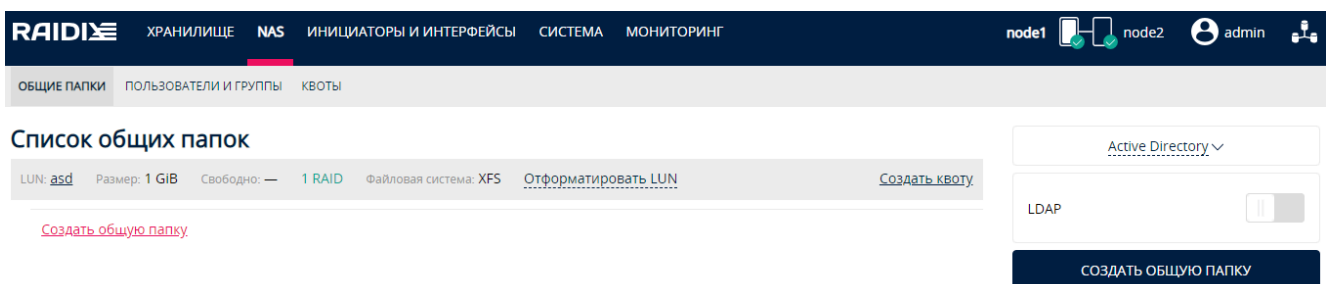 RAIDIX ХРАНИЛИЩЕ NAS ИНИЦИАТОРЫ И ИНТЕРФЕЙСЫ СИСТЕМА МОНИТОРИНГ node1 node2 admin
ОБЩИЕ ПАПКИ ПОЛЬЗОВАТЕЛИ И ГРУППЫ КВОТЫ
Список общих папок
Active Directory
LUN: asd Размер: 1 GiB Свободно: — 1 RAID Файловая система: XFS Отформатировать LUN Создать квоту
LDAP
Создать общую папку
СОЗДАТЬ ОБЩУЮ ПАПКУ